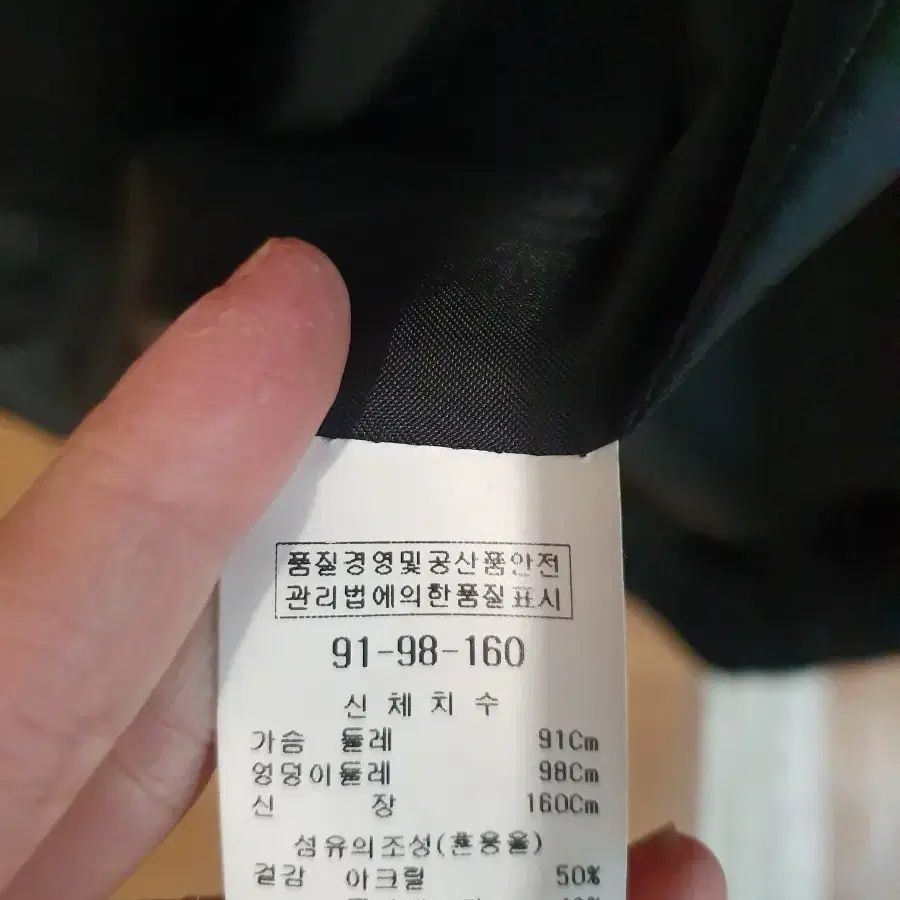 품질경영및공산품안전
관리법에의한품질표시
91-98-160
신 체 치 수
가슴 둘레 91Cm
엉덩이둘레 98Cm
신 장 160Cm
섬유의조성(혼용율)
겉감 아크릴 50%